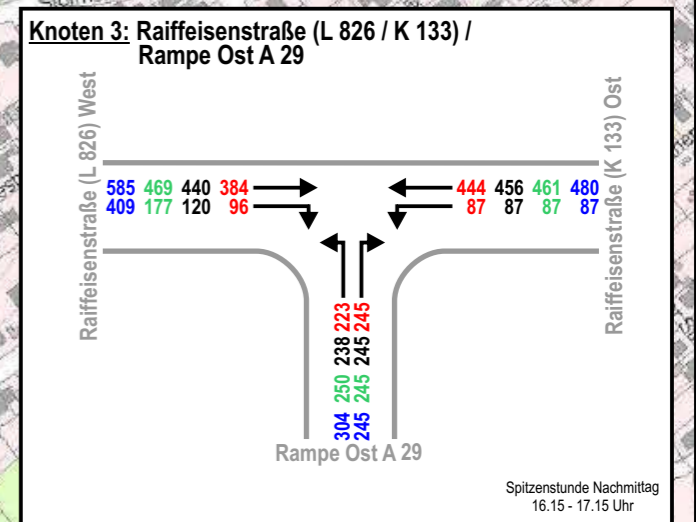 Knoten 3: Raiffeisenstraße (L 826 / K 133) /
Rampe Ost A 29
Raiffeisenstraße (L 826) West
585 469 440 384
409 177 120 96
444 456 461 480
87 87 87 87
Raiffeisenstraße (K 133) Ost
304 250 238 223
245 245 245 245
Rampe Ost A 29
Spitzenstunde Nachmittag
16.15 - 17.15 Uhr